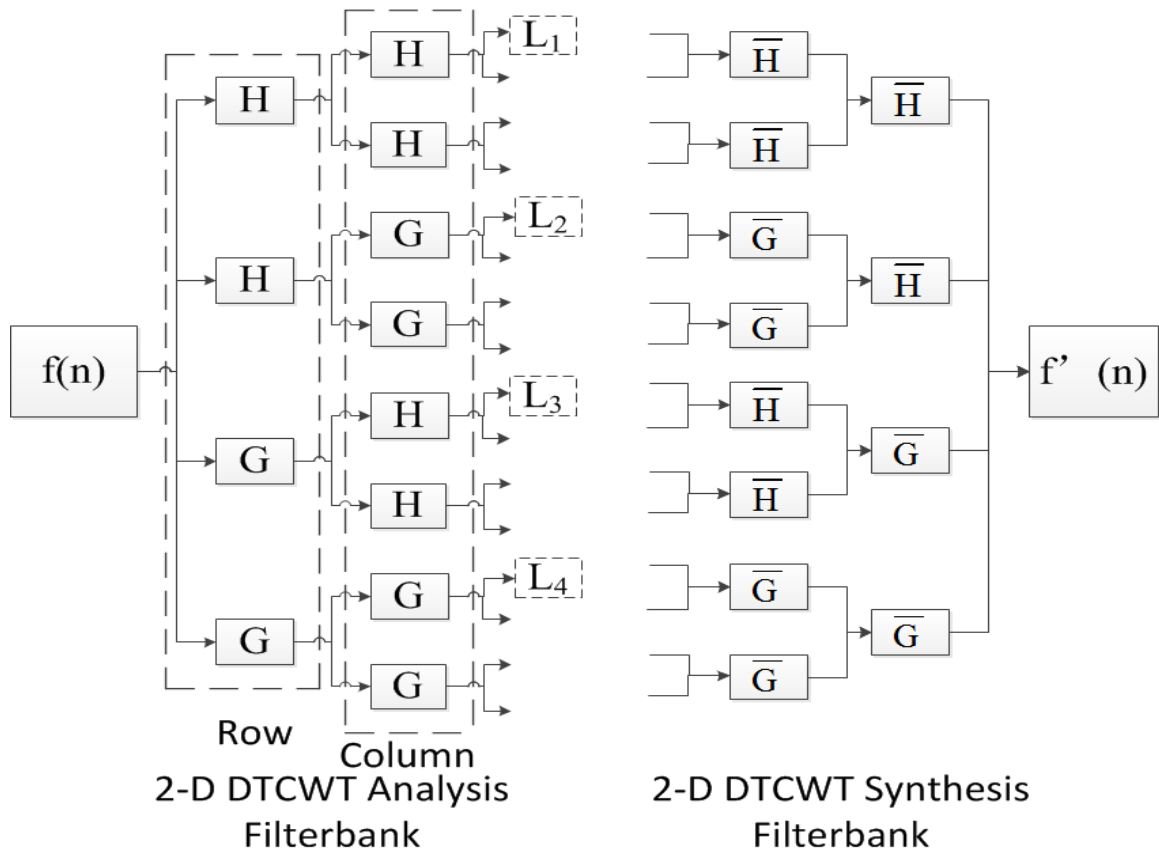 f(n)
H
H
G
G
H
H
G
G
H
H
G
G
L₁
L₂
L₃
L₄
Row
Column
2-D DTCWT Analysis
Filterbank
H̅
H̅
G̅
G̅
H̅
H̅
G̅
G̅
H̅
H̅
G̅
G̅
f’ (n)
2-D DTCWT Synthesis
Filterbank